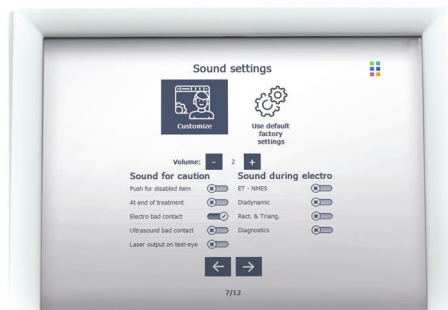 Sound settings
Customize
Use default
factory
settings
Volume: - 2 +
Sound for caution
Push for disabled item
At end of treatment
Electro bad contact
Ultrasound bad contact
Laser output on test-eye
Sound during electro
ET - NMES
Diadynamic
Rect. & Triang.
Diagnostics
7/12